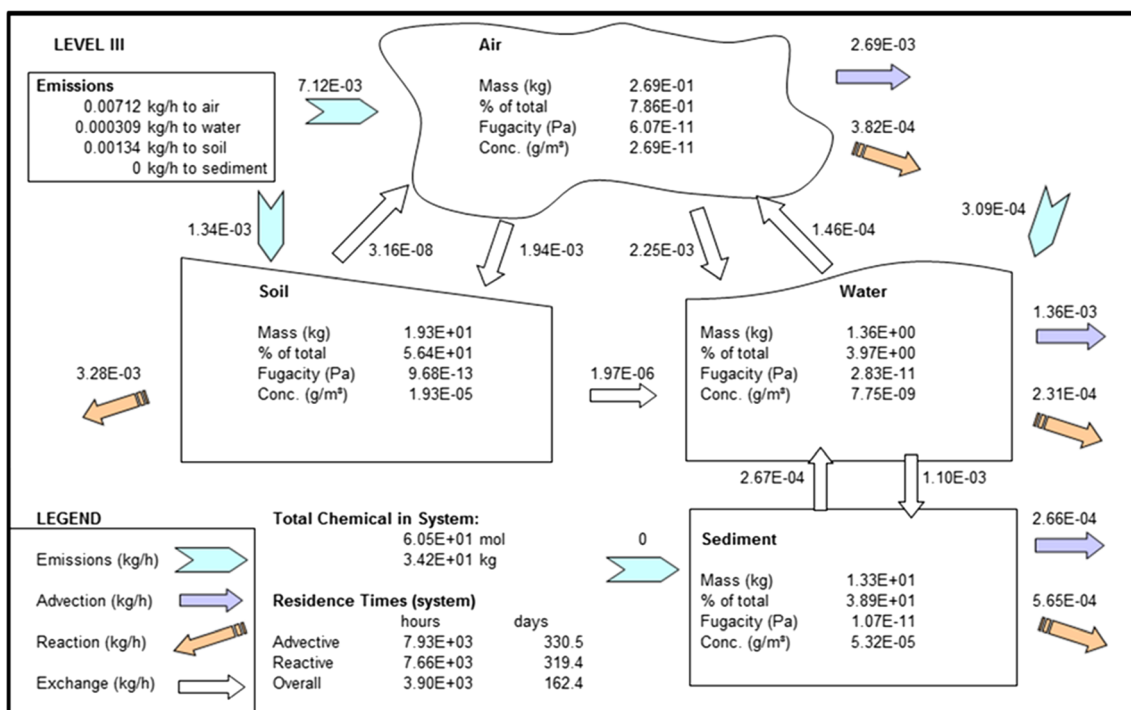 LEVEL III
Emissions
0.00712 kg/h to air
0.000309 kg/h to water
0.00134 kg/h to soil
0 kg/h to sediment
7.12E-03
Air
Mass (kg) 2.69E-01
% of total 7.86E-01
Fugacity (Pa) 6.07E-11
Conc. (g/m³) 2.69E-11
2.69E-03
3.82E-04
1.34E-03
3.16E-08
1.94E-03
2.25E-03
1.46E-04
3.09E-04
Soil
Mass (kg) 1.93E+01
% of total 5.64E+01
Fugacity (Pa) 9.68E-13
Conc. (g/m³) 1.93E-05
3.28E-03
1.97E-06
Water
Mass (kg) 1.36E+00
% of total 3.97E+00
Fugacity (Pa) 2.83E-11
Conc. (g/m³) 7.75E-09
1.36E-03
2.31E-04
2.67E-04
1.10E-03
LEGEND
Emissions (kg/h)
Advection (kg/h)
Reaction (kg/h)
Exchange (kg/h)
Total Chemical in System:
6.05E+01 mol
3.42E+01 kg
Residence Times (system)
hours days
Advective 7.93E+03 330.5
Reactive 7.66E+03 319.4
Overall 3.90E+03 162.4
0
Sediment
Mass (kg) 1.33E+01
% of total 3.89E+01
Fugacity (Pa) 1.07E-11
Conc. (g/m³) 5.32E-05
2.66E-04
5.65E-04